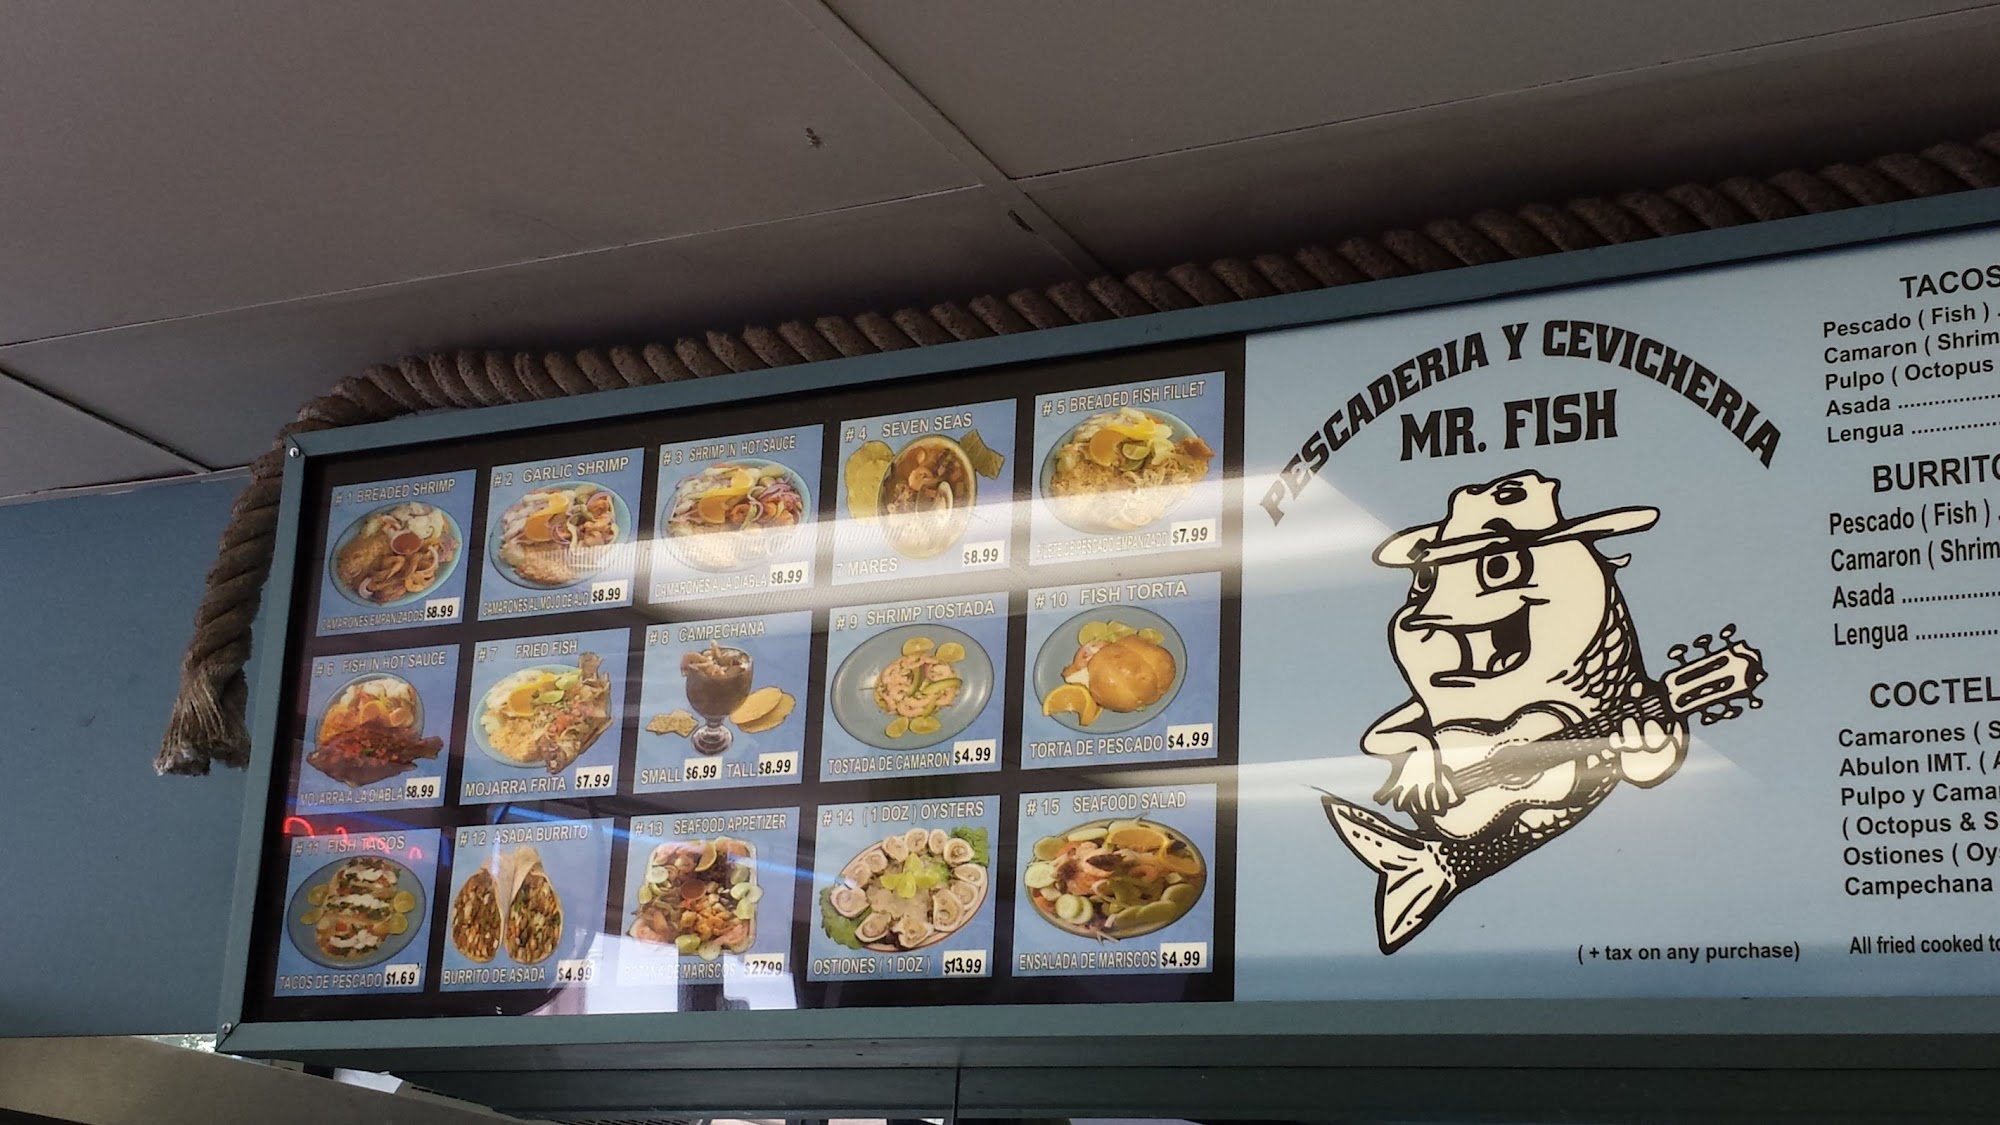 # 1 BREADED SHRIMP
CAMARONES EMPANIZADOS $8.99
# 2 GARLIC SHRIMP
CAMARONES AL MOJO DE AJO $8.99
# 3 SHRIMP IN HOT SAUCE
CAMARONES A LA DIABLA $8.99
# 4 SEVEN SEAS
7 MARES $8.99
# 5 BREADED FISH FILLET
FILETE DE PESCADO EMPANIZADO $7.99
# 6 FISH IN HOT SAUCE
MOJARRA A LA DIABLA $8.99
# 7 FRIED FISH
MOJARRA FRITA $7.99
# 8 CAMPECHANA
SMALL $6.99 TALL $8.99
# 9 SHRIMP TOSTADA
TOSTADA DE CAMARON $4.99
# 10 FISH TORTA
TORTA DE PESCADO $4.99
# 11 FISH TACOS
TACOS DE PESCADO $1.69
# 12 ASADA BURRITO
BURRITO DE ASADA $4.99
# 13 SEAFOOD APPETIZER
BOTANA DE MARISCOS $27.99
# 14 ( 1 DOZ ) OYSTERS
OSTIONES ( 1 DOZ ) $13.99
# 15 SEAFOOD SALAD
ENSALADA DE MARISCOS $4.99
PESCADERIA Y CEVICHERIA
MR. FISH
( + tax on any purchase)
TACOS
Pescado ( Fish ) .
Camaron ( Shrim
Pulpo ( Octopus
Asada ................
Lengua ..............
BURRITO
Pescado ( Fish ) .
Camaron ( Shrim
Asada ................
Lengua ..............
COCTEL
Camarones ( S
Abulon IMT. ( A
Pulpo y Cama
( Octopus & S
Ostiones ( Oy
Campechana
All fried cooked